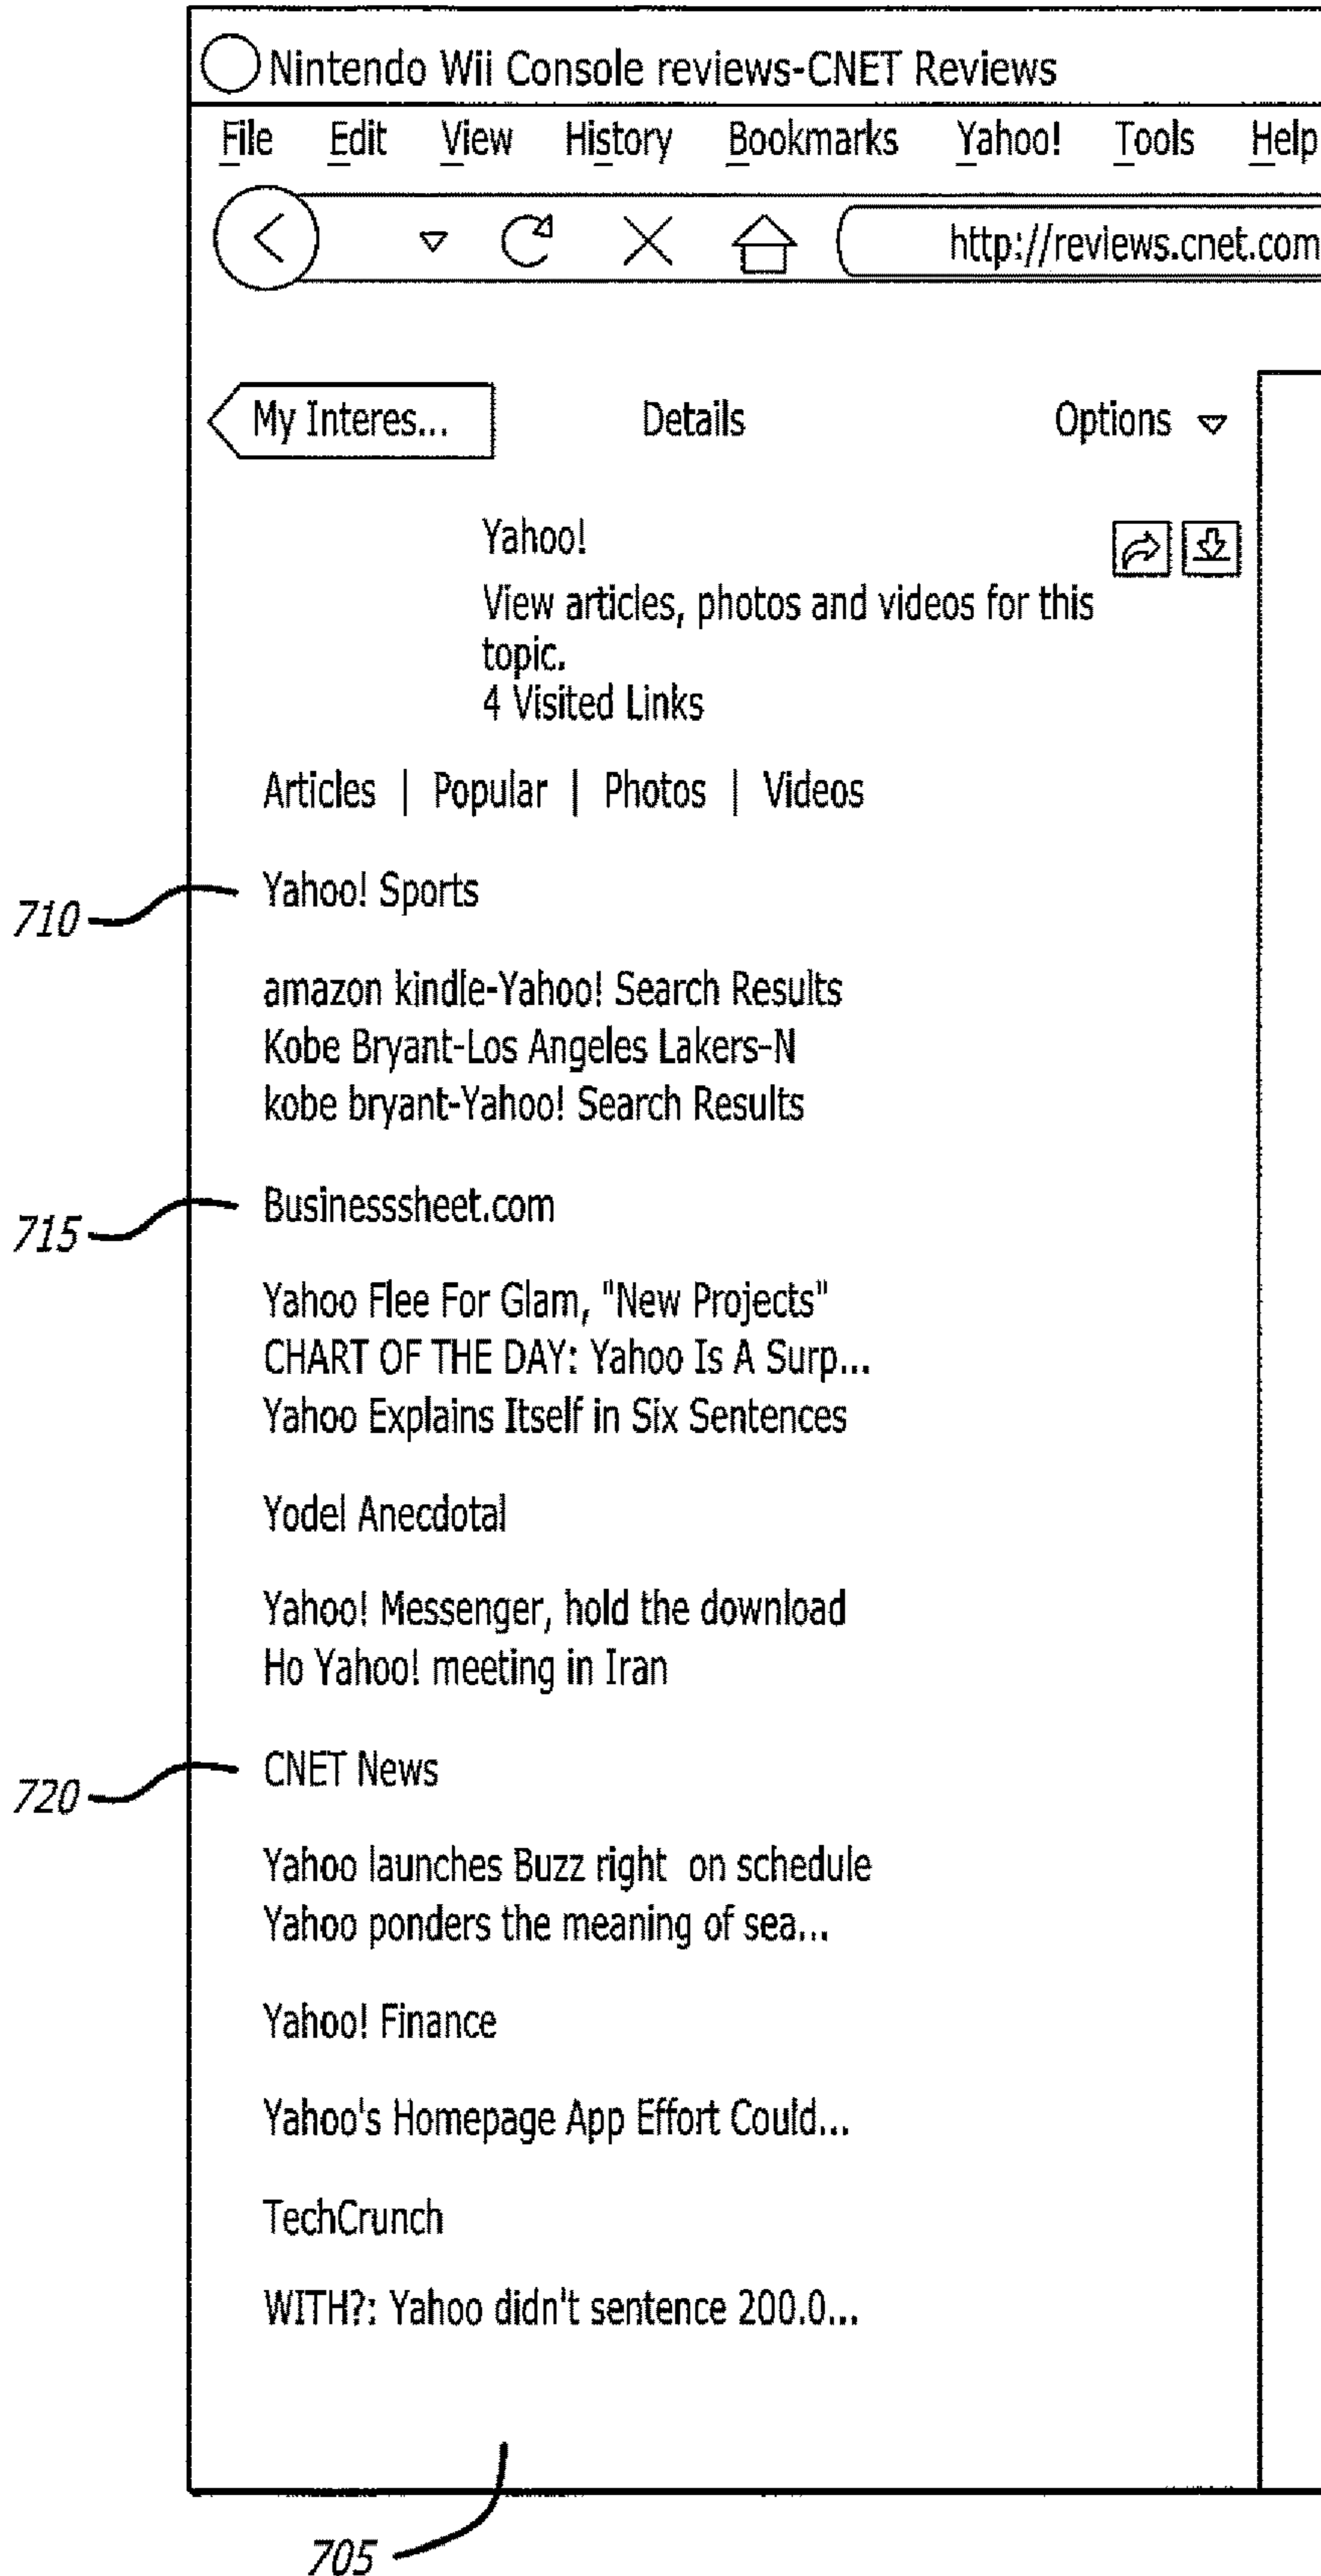 Nintendo Wii Console reviews-CNET Reviews
File Edit View History Bookmarks Yahoo! Tools Help
http://reviews.cnet.com
My Interes... Details Options
Yahoo!
View articles, photos and videos for this
topic.
4 Visited Links
Articles | Popular | Photos | Videos
710
Yahoo! Sports
amazon kindle-Yahoo! Search Results
Kobe Bryant-Los Angeles Lakers-N
kobe bryant-Yahoo! Search Results
715
Businesssheet.com
Yahoo Flee For Glam, "New Projects"
CHART OF THE DAY: Yahoo Is A Surp...
Yahoo Explains Itself in Six Sentences
Yodel Anecdotal
Yahoo! Messenger, hold the download
Ho Yahoo! meeting in Iran
720
CNET News
Yahoo launches Buzz right on schedule
Yahoo ponders the meaning of sea...
Yahoo! Finance
Yahoo's Homepage App Effort Could...
TechCrunch
WITH?: Yahoo didn't sentence 200.0...
705